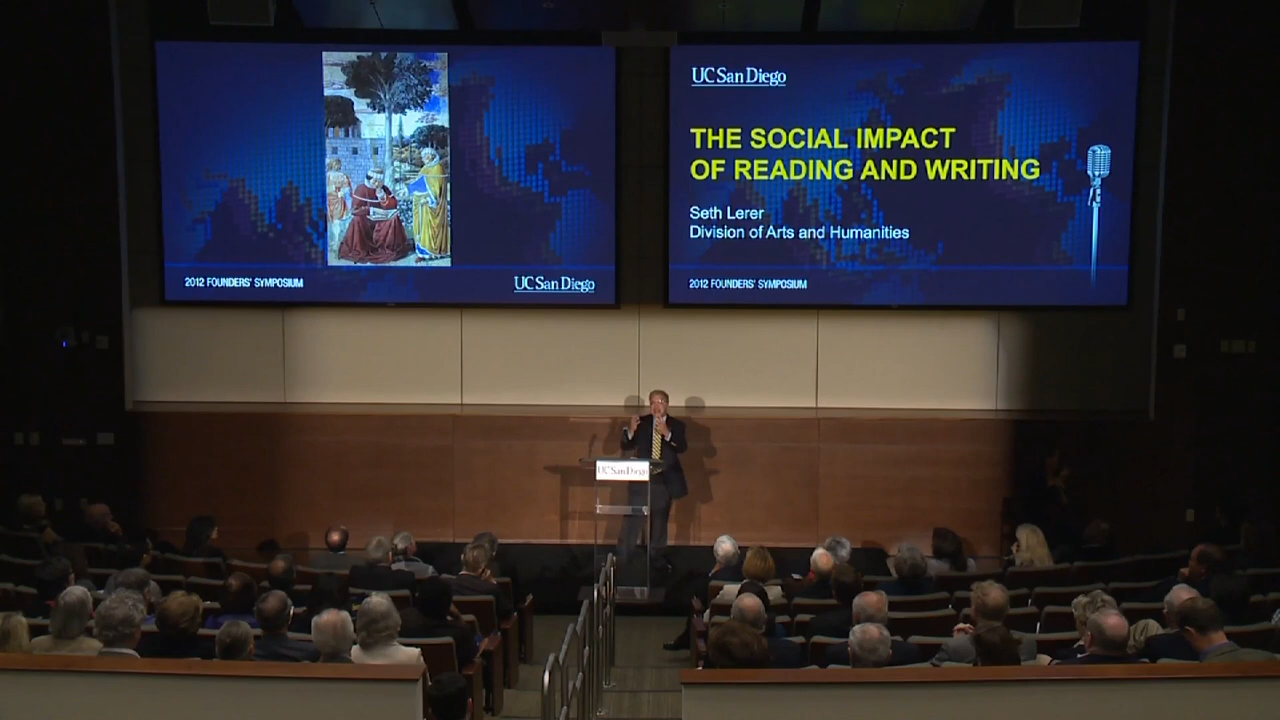 2012 FOUNDERS' SYMPOSIUM
UC San Diego
UC San Diego
THE SOCIAL IMPACT
OF READING AND WRITING
Seth Lerer
Division of Arts and Humanities
2012 FOUNDERS' SYMPOSIUM
UC San Diego